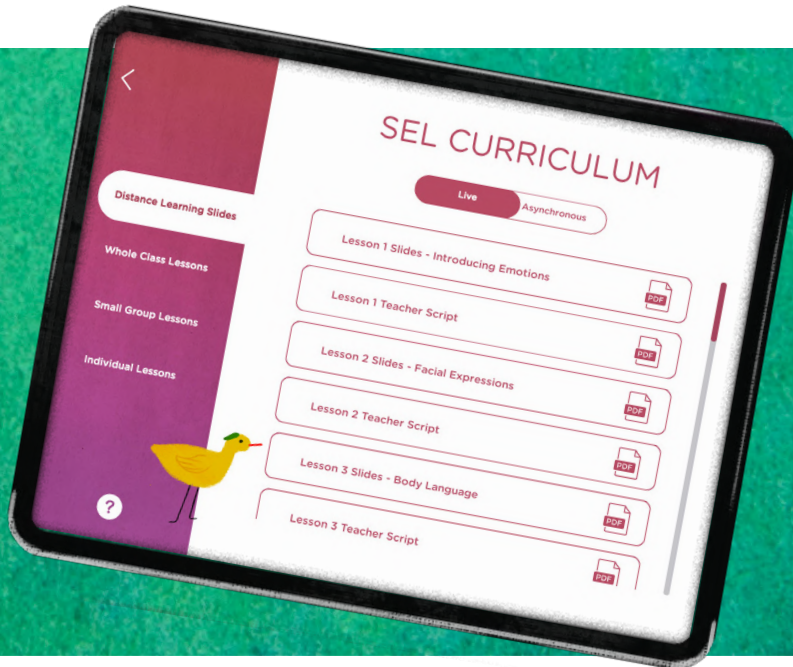 SEL CURRICULUM
Live
Asynchronous
Distance Learning Slides
Whole Class Lessons
Small Group Lessons
Individual Lessons
?
Lesson 1 Slides - Introducing Emotions
PDF
Lesson 1 Teacher Script
PDF
Lesson 2 Slides - Facial Expressions
PDF
Lesson 2 Teacher Script
PDF
Lesson 3 Slides - Body Language
PDF
Lesson 3 Teacher Script
PDF